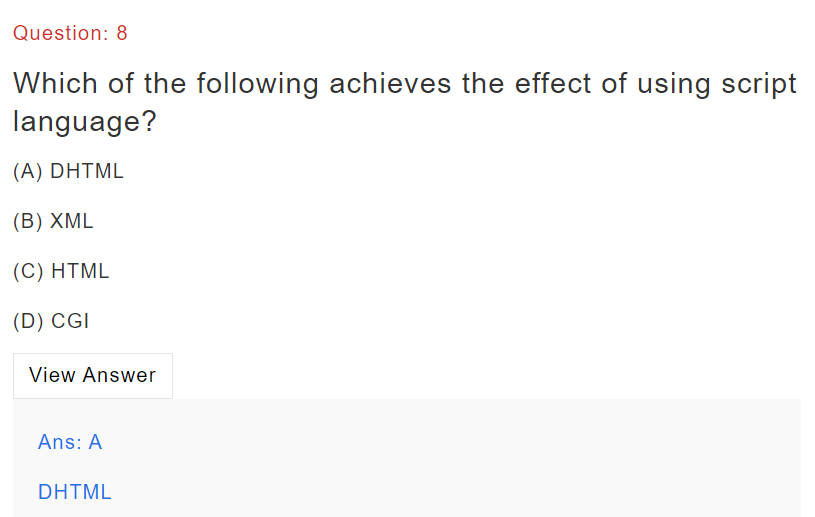 Question: 8
Which of the following achieves the effect of using script
language?
(A) DHTML
(B) XML
(C) HTML
(D) CGI
View Answer
Ans: A
DHTML